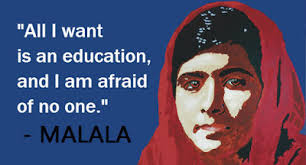 "All I want
is an education,
and I am afraid
of no one."
- MALALA